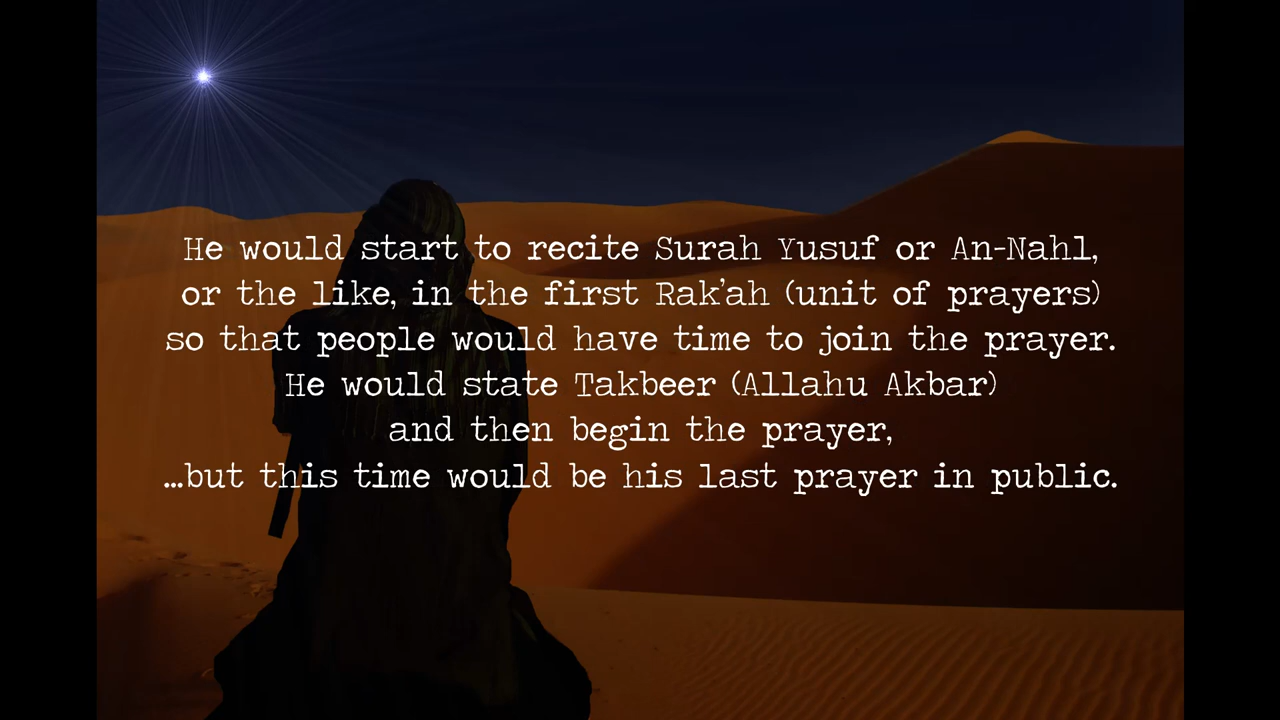 He would start to recite Surah Yusuf or An-Nahl,
or the like, in the first Rak'ah (unit of prayers)
so that people would have time to join the prayer.
He would state Takbeer (Allahu Akbar)
and then begin the prayer,
...but this time would be his last prayer in public.